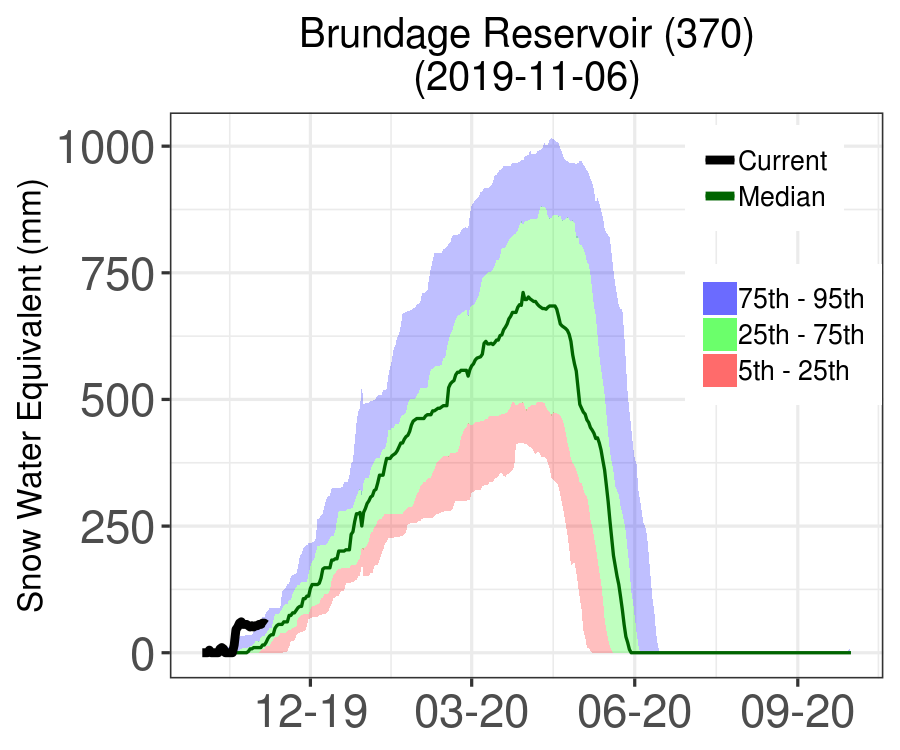 Brundage Reservoir (370)
(2019-11-06)
Snow Water Equivalent (mm)
1000
750
500
250
0
12-19
03-20
06-20
09-20
Current
Median
75th - 95th
25th - 75th
5th - 25th